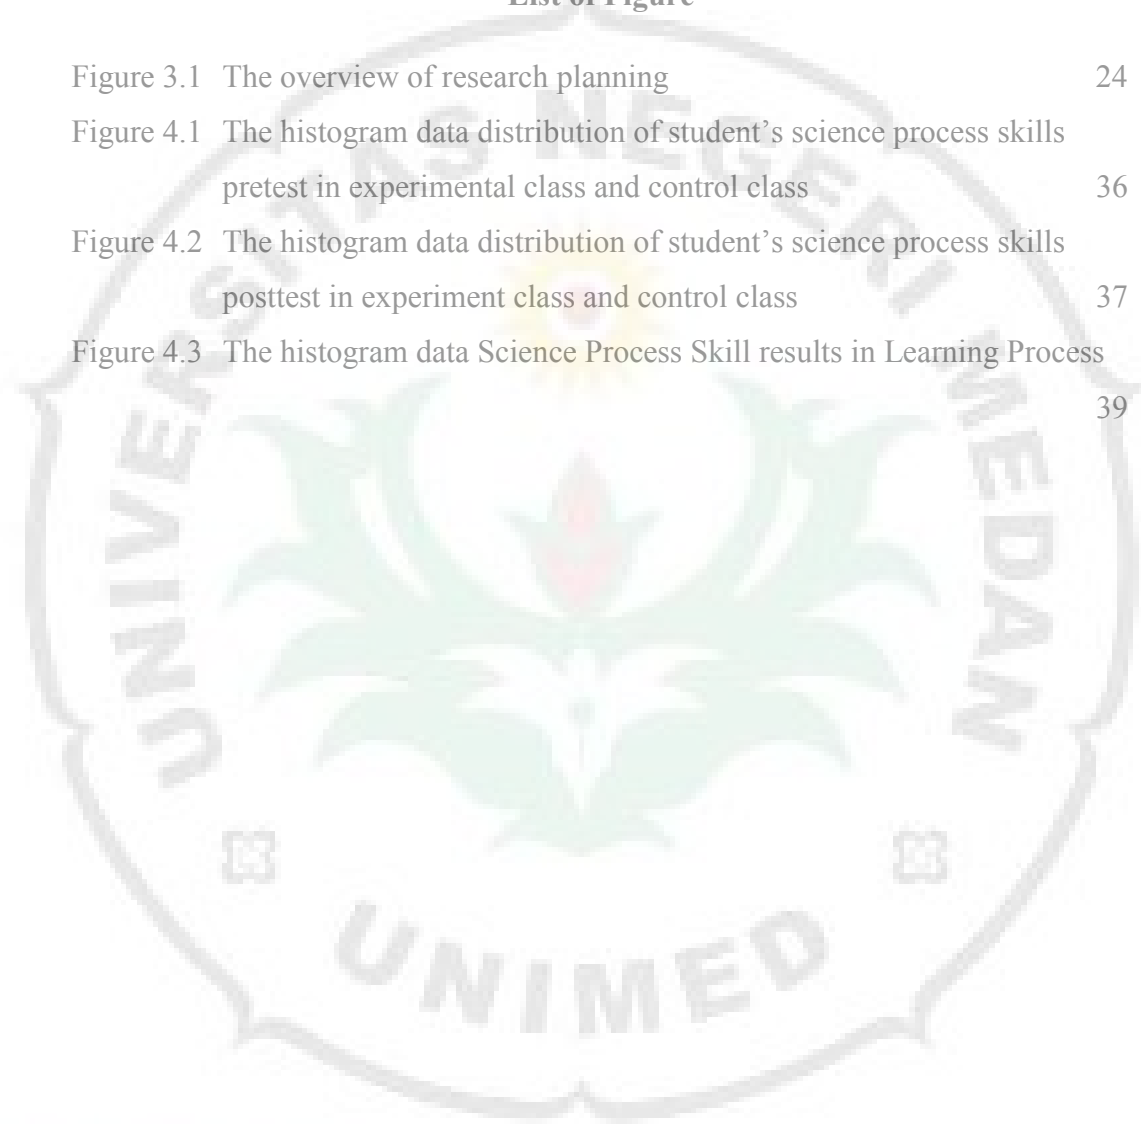 List of Figure
Figure 3.1 The overview of research planning 24
Figure 4.1 The histogram data distribution of student’s science process skills
pretest in experimental class and control class 36
Figure 4.2 The histogram data distribution of student’s science process skills
posttest in experiment class and control class 37
Figure 4.3 The histogram data Science Process Skill results in Learning Process
39
UNIVERSITAS NEGERI MEDAN
UNIMED